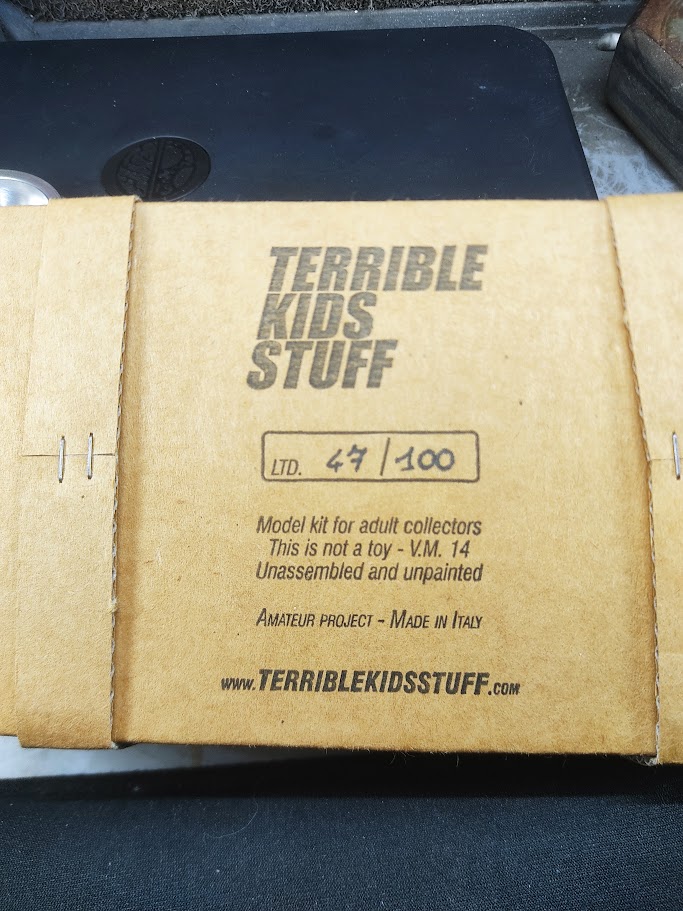 TERRIBLE
KIDS
STUFF
LTD. 47/100
Model kit for adult collectors
This is not a toy - V.M. 14
Unassembled and unpainted
AMATEUR PROJECT - MADE IN ITALY
WWW.TERRIBLEKIDSSTUFF.COM